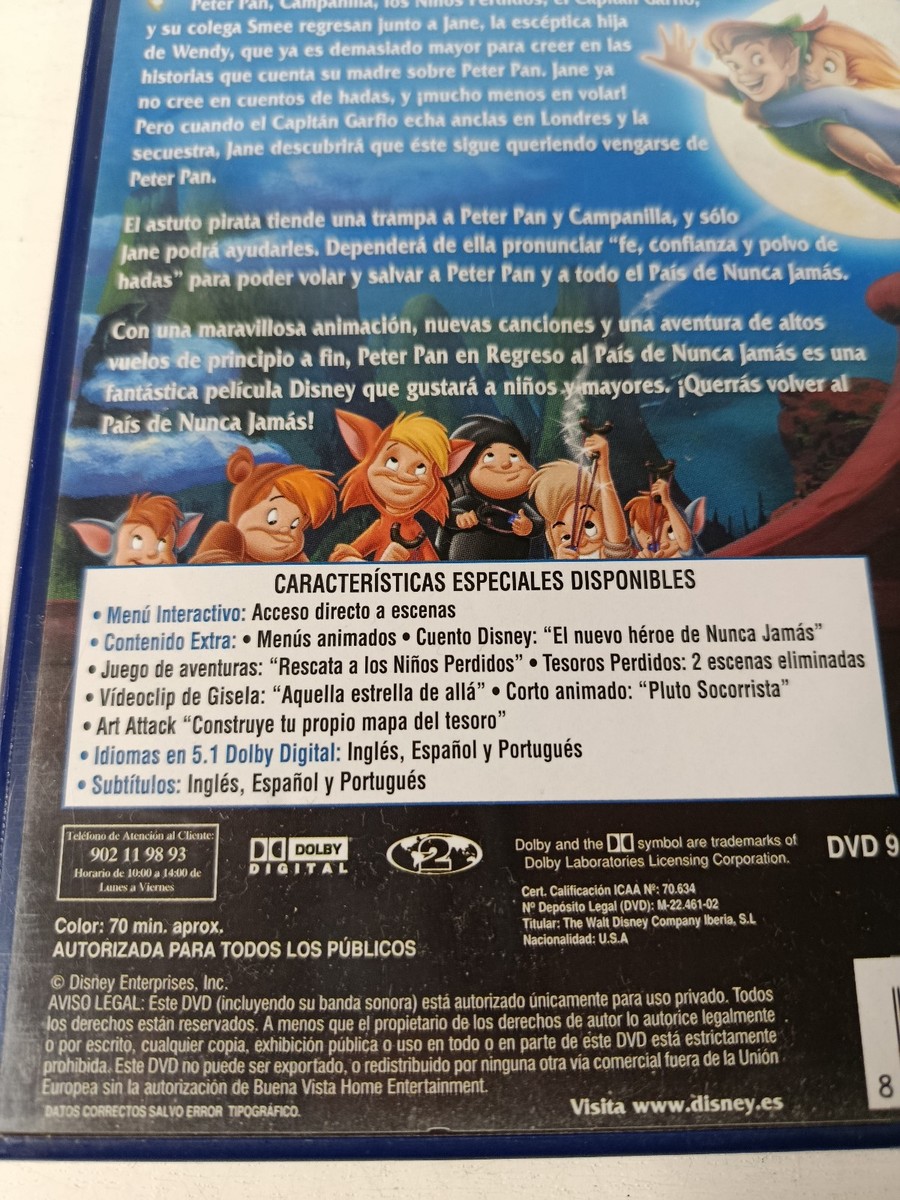 Peter Pan, Campanilla, los Niños Perdidos, el Capitán Garfio,
y su colega Smee regresan junto a Jane, la escéptica hija
de Wendy, que ya es demasiado mayor para creer en las
historias que cuenta su madre sobre Peter Pan. Jane ya
no cree en cuentos de hadas, y ¡mucho menos en volar!
Pero cuando el Capitán Garfio echa anclas en Londres y la
secuestra, Jane descubrirá que éste sigue queriendo vengarse de
Peter Pan.
El astuto pirata tiende una trampa a Peter Pan y Campanilla, y sólo
Jane podrá ayudarles. Dependerá de ella pronunciar "fe, confianza y polvo de
hadas" para poder volar y salvar a Peter Pan y a todo el País de Nunca Jamás.
Con una maravillosa animación, nuevas canciones y una aventura de altos
vuelos de principio a fin, Peter Pan en Regreso al País de Nunca Jamás es una
fantástica película Disney que gustará a niños y mayores. ¡Querrás volver al
País de Nunca Jamás!
CARACTERÍSTICAS ESPECIALES DISPONIBLES
• Menú Interactivo: Acceso directo a escenas
• Contenido Extra: • Menús animados • Cuento Disney: "El nuevo héroe de Nunca Jamás"
• Juego de aventuras: "Rescata a los Niños Perdidos" • Tesoros Perdidos: 2 escenas eliminadas
• Vídeoclip de Gisela: "Aquella estrella de allá" • Corto animado: "Pluto Socorrista"
• Art Attack "Construye tu propio mapa del tesoro"
• Idiomas en 5.1 Dolby Digital: Inglés, Español y Portugués
• Subtítulos: Inglés, Español y Portugués
Teléfono de Atención al Cliente:
902 11 98 93
Horario de 10:00 a 14:00 de
Lunes a Viernes
DOLBY
DIGITAL
2
Dolby and the symbol are trademarks of
Dolby Laboratories Licensing Corporation.
DVD 9
Cert. Calificación ICAA Nº: 70.634
Nº Depósito Legal (DVD): M-22.461-02
Titular: The Walt Disney Company Iberia, S.L
Nacionalidad: U.S.A
Color: 70 min. aprox.
AUTORIZADA PARA TODOS LOS PÚBLICOS
© Disney Enterprises, Inc.
AVISO LEGAL: Este DVD (incluyendo su banda sonora) está autorizado únicamente para uso privado. Todos
los derechos están reservados. A menos que el propietario de los derechos de autor lo autorice legalmente
o por escrito, cualquier copia, exhibición pública o uso en todo o en parte de éste DVD está estrictamente
prohibida. Este DVD no puede ser exportado, o redistribuido por ninguna otra vía comercial fuera de la Unión
Europea sin la autorización de Buena Vista Home Entertainment.
DATOS CORRECTOS SALVO ERROR TIPOGRÁFICO.
Visita www.disney.es
8